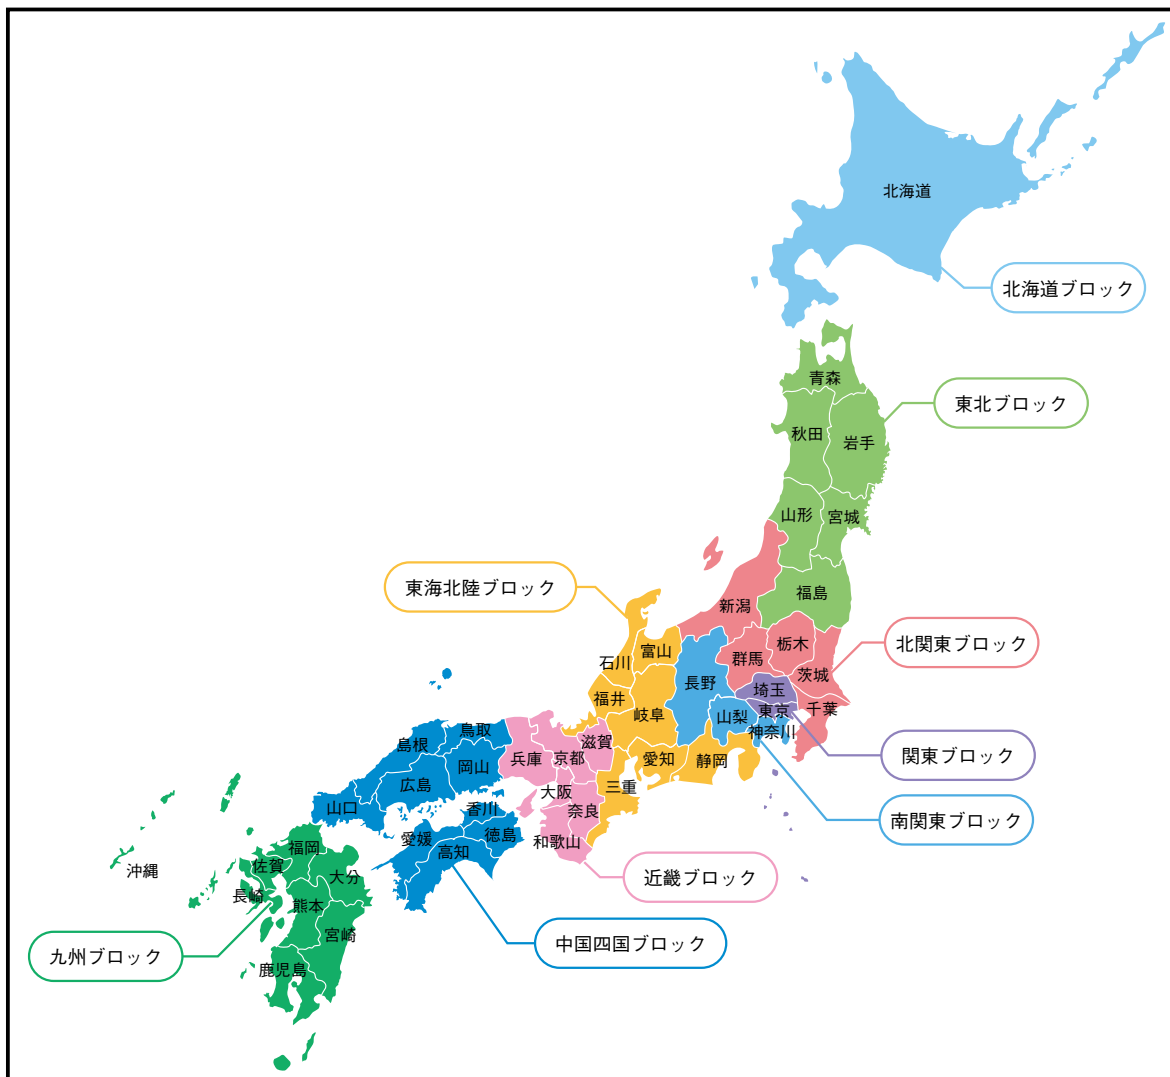 北海道
北海道ブロック
青森
東北ブロック
秋田
岩手
山形
宮城
東海北陸ブロック
福島
新潟
栃木
北関東ブロック
富山
群馬
石川
茨城
長野
埼玉
福井
千葉
東京
岐阜
山梨
神奈川
鳥取
島根
滋賀
京都
兵庫
関東ブロック
愛知
静岡
岡山
広島
三重
大阪
山口
香川
奈良
南関東ブロック
徳島
愛媛
和歌山
高知
福岡
佐賀
沖縄
大分
近畿ブロック
長崎
熊本
宮崎
中国四国ブロック
九州ブロック
鹿児島